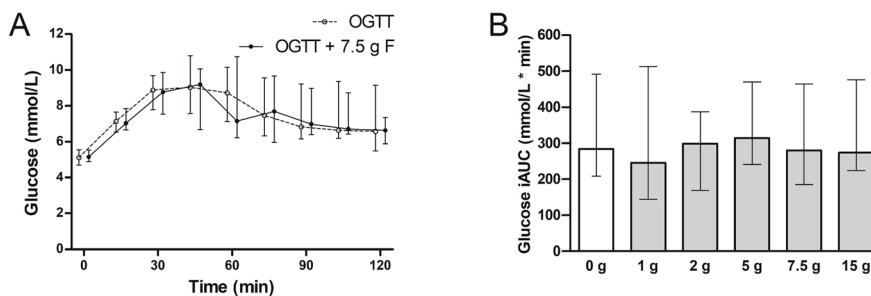 A
OGTT
OGTT + 7.5 g F
Glucose (mmol/L)
12
10
8
6
4
2
0
0
30
60
90
120
Time (min)
B
Glucose iAUC (mmol/L * min)
600
500
400
300
200
100
0
0 g
1 g
2 g
5 g
7.5 g
15 g